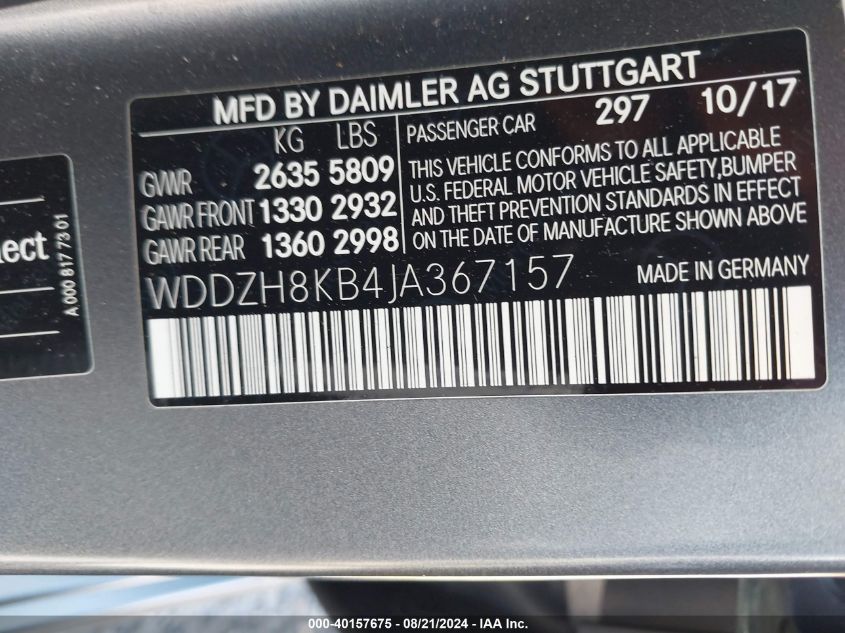 MFD BY DAIMLER AG STUTTGART
KG LBS
GVWR 2635 5809
GAWR FRONT 1330 2932
GAWR REAR 1360 2998
PASSENGER CAR 297 10/17
THIS VEHICLE CONFORMS TO ALL APPLICABLE
U.S. FEDERAL MOTOR VEHICLE SAFETY,BUMPER
AND THEFT PREVENTION STANDARDS IN EFFECT
ON THE DATE OF MANUFACTURE SHOWN ABOVE
WDDZH8KB4JA367157 MADE IN GERMANY
A 000 817 73 01
000-40157675 - 08/21/2024 - IAA Inc.